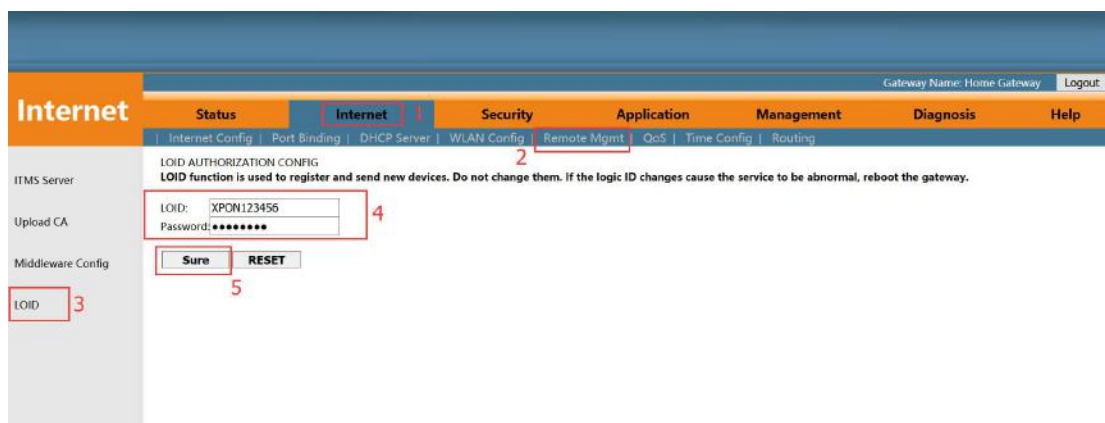 Gateway Name: Home Gateway Logout
Internet
Status Internet 1 Security Application Management Diagnosis Help
| Internet Config | Port Binding | DHCP Server | WLAN Config | Remote Mgmt | QoS | Time Config | Routing
2
LOID AUTHORIZATION CONFIG
LOID function is used to register and send new devices. Do not change them. If the logic ID changes cause the service to be abnormal, reboot the gateway.
ITMS Server
Upload CA
Middleware Config
LOID 3
LOID: XPON123456
Password: ●●●●●●●●
4
Sure RESET
5